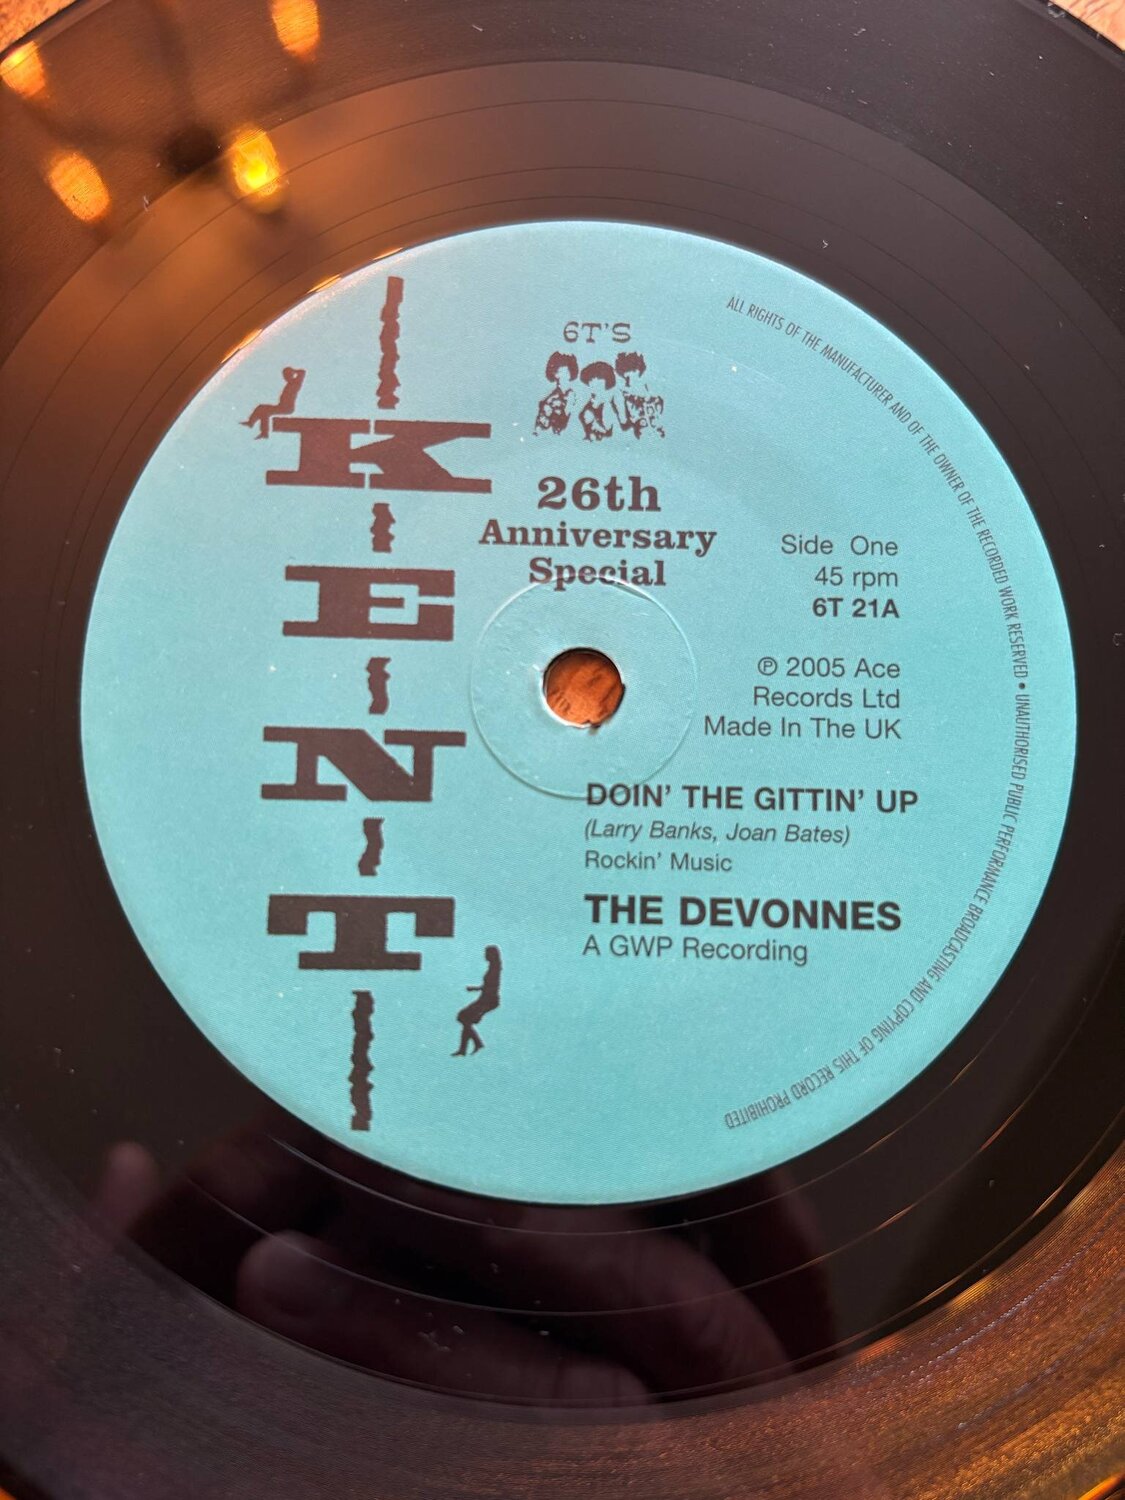 KENT
6T'S
26th
Anniversary
Special
Side One
45 rpm
6T 21A
℗ 2005 Ace
Records Ltd
Made In The UK
DOIN' THE GITTIN' UP
(Larry Banks, Joan Bates)
Rockin' Music
THE DEVONNES
A GWP Recording
ALL RIGHTS OF THE MANUFACTURER AND OF THE OWNER OF THE RECORDED WORK RESERVED • UNAUTHORISED PUBLIC PERFORMANCE BROADCASTING AND COPYING OF THIS RECORD PROHIBITED